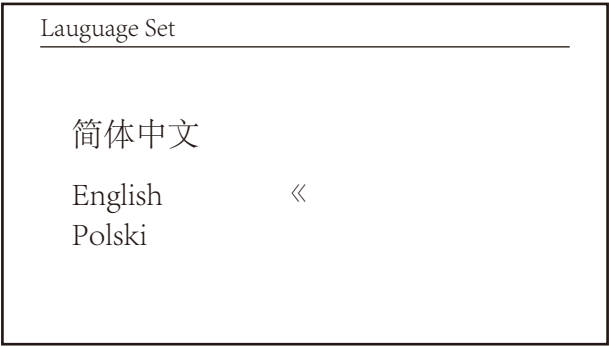 Lauguage Set
简体中文
English 《
Polski